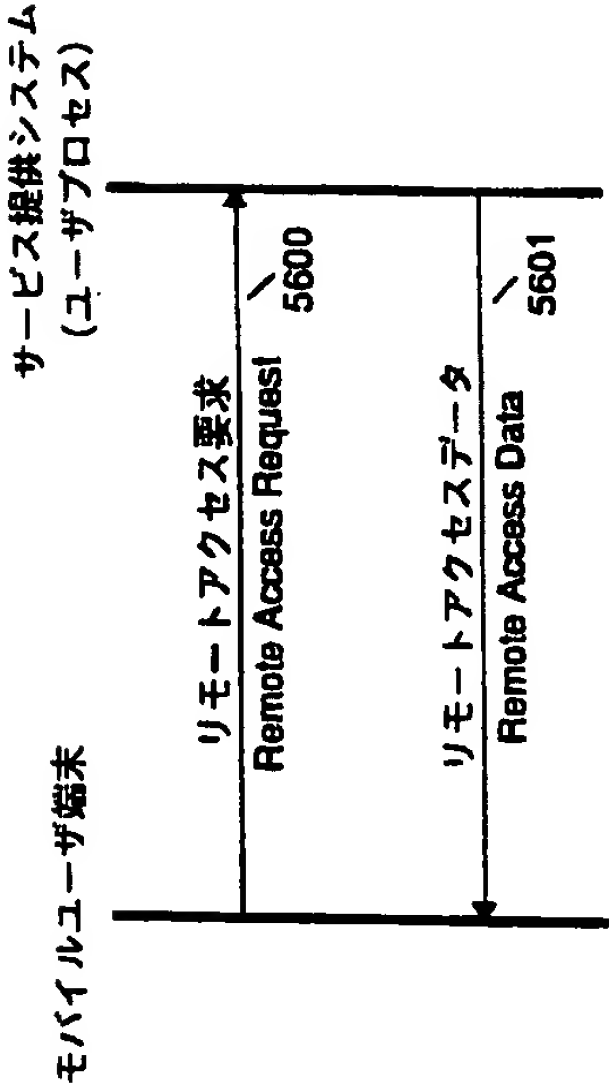 モバイルユーザ端末
サービス提供システム
(ユーザプロセス)
リモートアクセス要求
Remote Access Request
5600
リモートアクセスデータ
Remote Access Data
5601